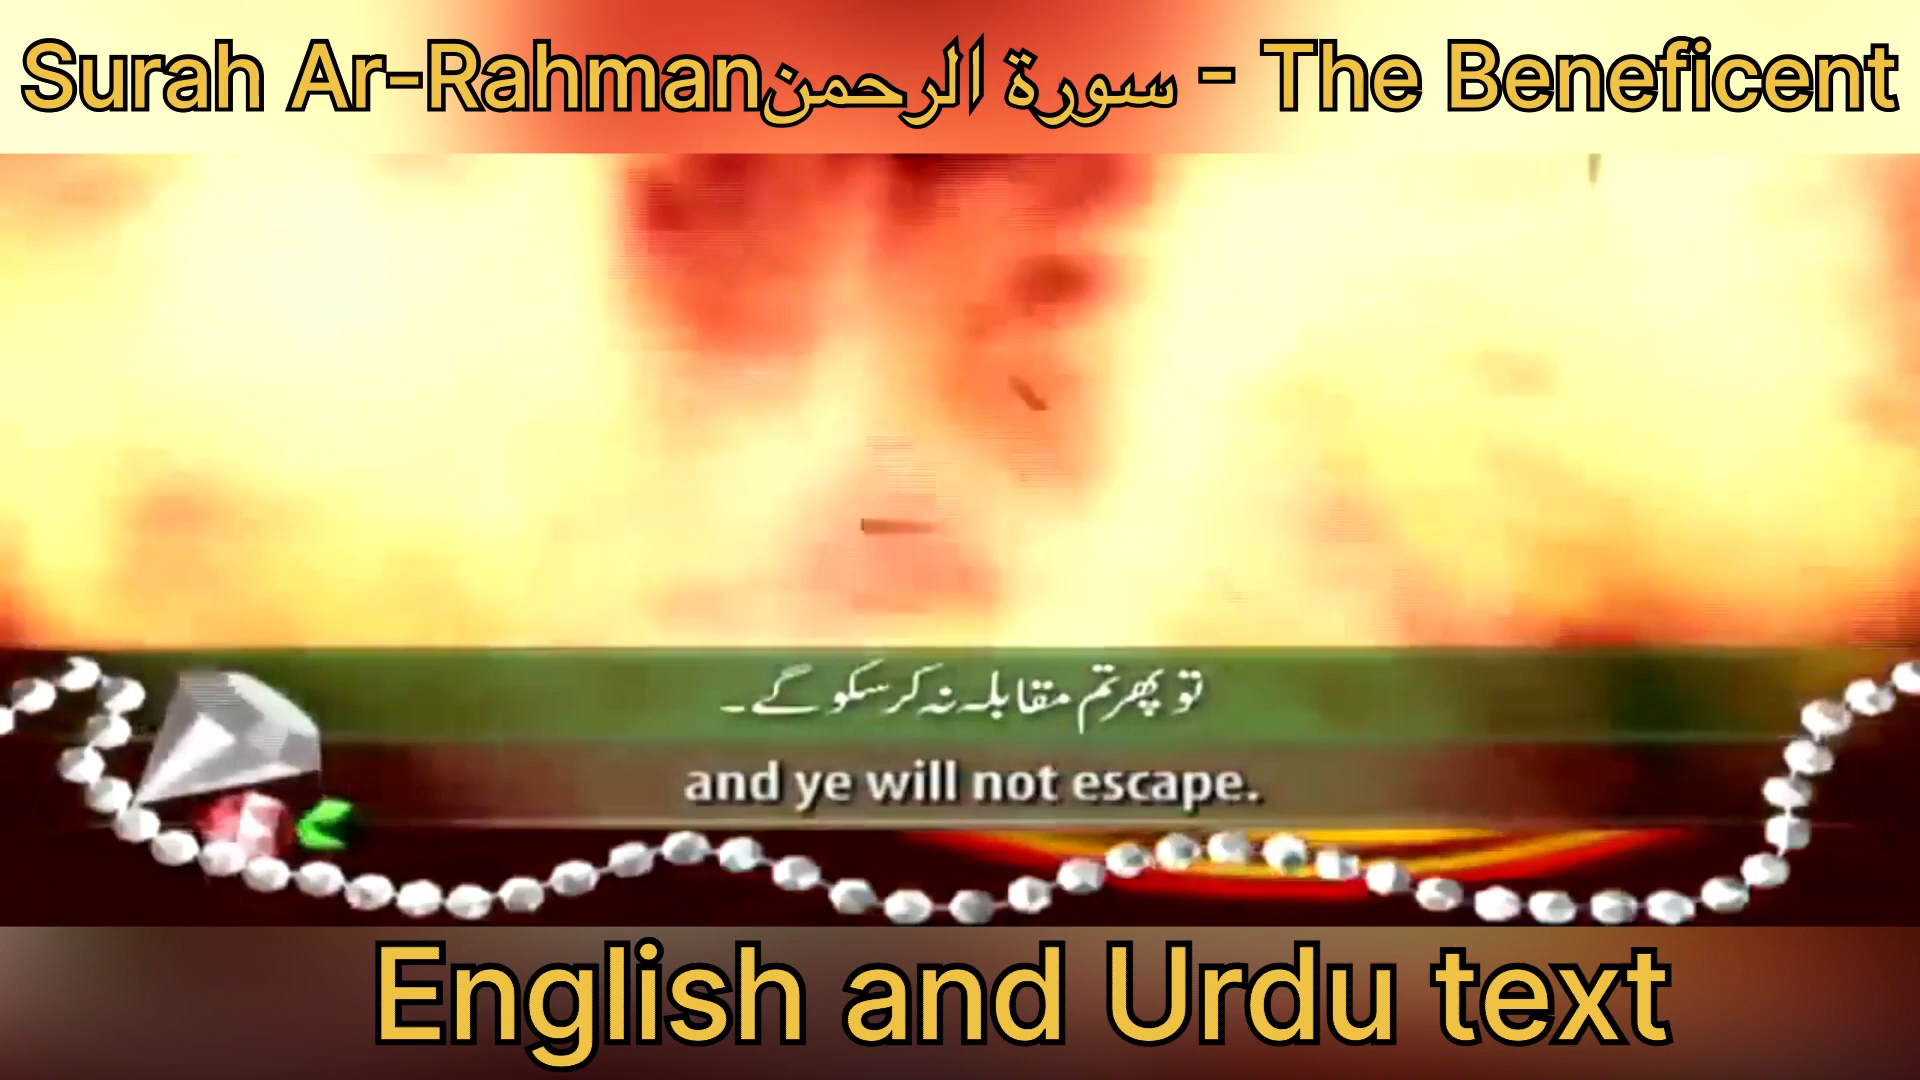 Surah Ar-Rahmanسورة الرحمن - The Beneficent
تو پھر تم مقابلہ نہ کر سکو گے۔
and ye will not escape.
English and Urdu text